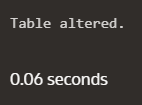 Table altered.
0.06 seconds